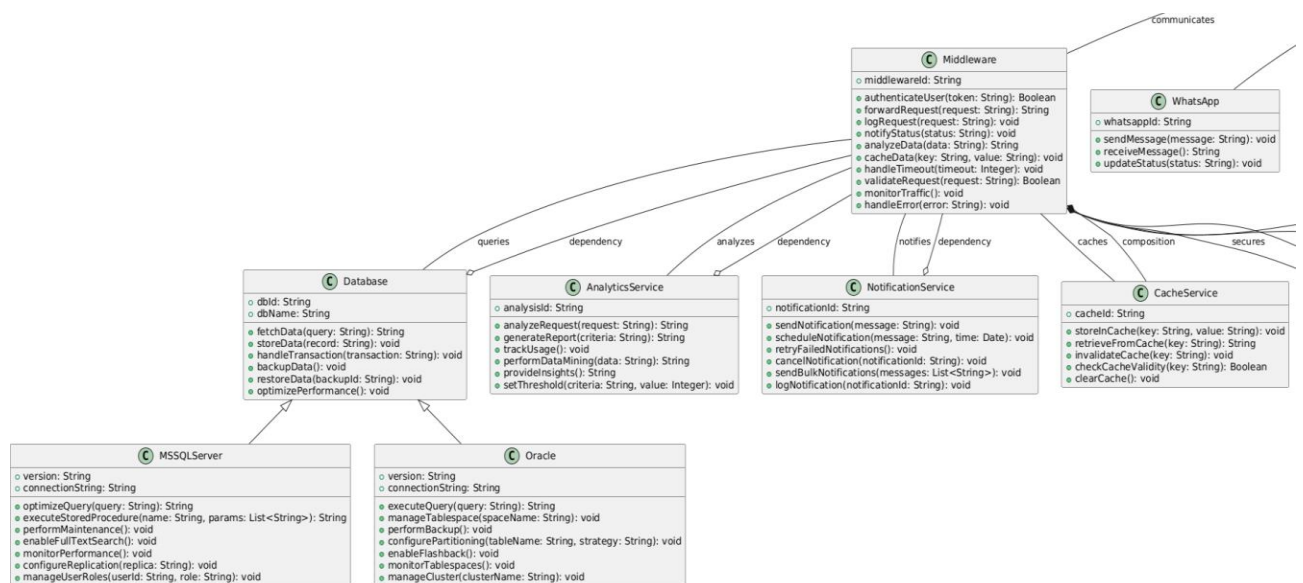 communicates
C Middleware
middlewareId: String
authenticateUser(token: String): Boolean
forwardRequest(request: String): String
logRequest(request: String): void
notifyStatus(status: String): void
analyzeData(data: String): String
cacheData(key: String, value: String): void
handleTimeout(timeout: Integer): void
validateRequest(request: String): Boolean
monitorTraffic(): void
handleError(error: String): void
C WhatsApp
whatsappId: String
sendMessage(message: String): void
receiveMessage(): String
updateStatus(status: String): void
queries
dependency
analyzes
dependency
notifies
dependency
caches
composition
secures
C Database
dbId: String
dbName: String
fetchData(query: String): String
storeData(record: String): void
handleTransaction(transaction: String): void
backupData(): void
restoreData(backupId: String): void
optimizePerformance(): void
C AnalyticsService
analysisId: String
analyzeRequest(request: String): String
generateReport(criteria: String): String
trackUsage(): void
performDataMining(data: String): String
provideInsights(): String
setThreshold(criteria: String, value: Integer): void
C NotificationService
notificationId: String
sendNotification(message: String): void
scheduleNotification(message: String, time: Date): void
retryFailedNotifications(): void
cancelNotification(notificationId: String): void
sendBulkNotifications(messages: List<String>): void
logNotification(notificationId: String): void
C CacheService
cacheId: String
storeInCache(key: String, value: String): void
retrieveFromCache(key: String): String
invalidateCache(key: String): void
checkCacheValidity(key: String): Boolean
clearCache(): void
C MSSQLServer
version: String
connectionString: String
optimizeQuery(query: String): String
executeStoredProcedure(name: String, params: List<String>): String
performMaintenance(): void
enableFullTextSearch(): void
monitorPerformance(): void
configureReplication(replica: String): void
manageUserRoles(userId: String, role: String): void
C Oracle
version: String
connectionString: String
executeQuery(query: String): String
manageTablespace(spaceName: String): void
performBackup(): void
configurePartitioning(tableName: String, strategy: String): void
enableFlashback(): void
monitorTablespaces(): void
manageCluster(clusterName: String): void